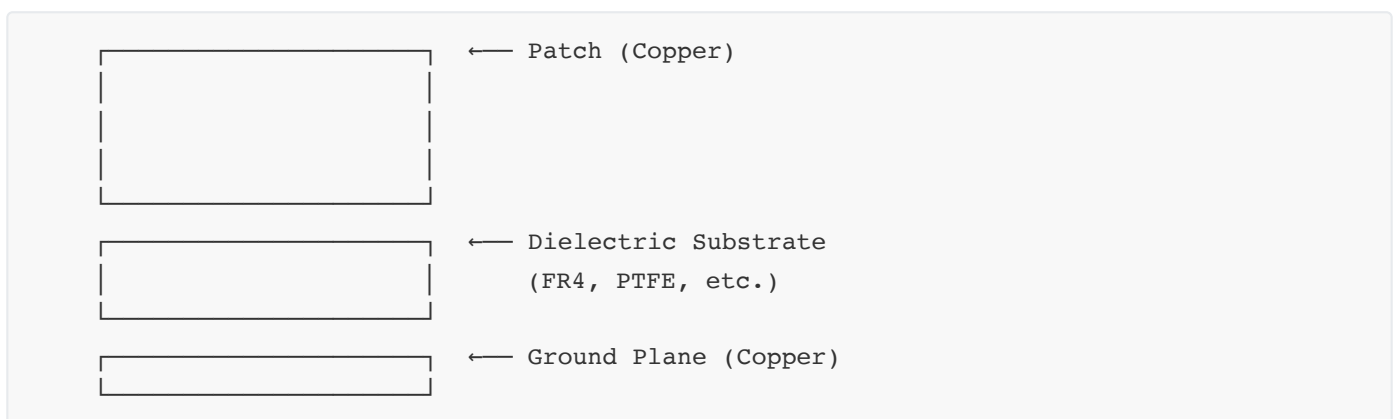 Patch (Copper)
Dielectric Substrate
(FR4, PTFE, etc.)
Ground Plane (Copper)